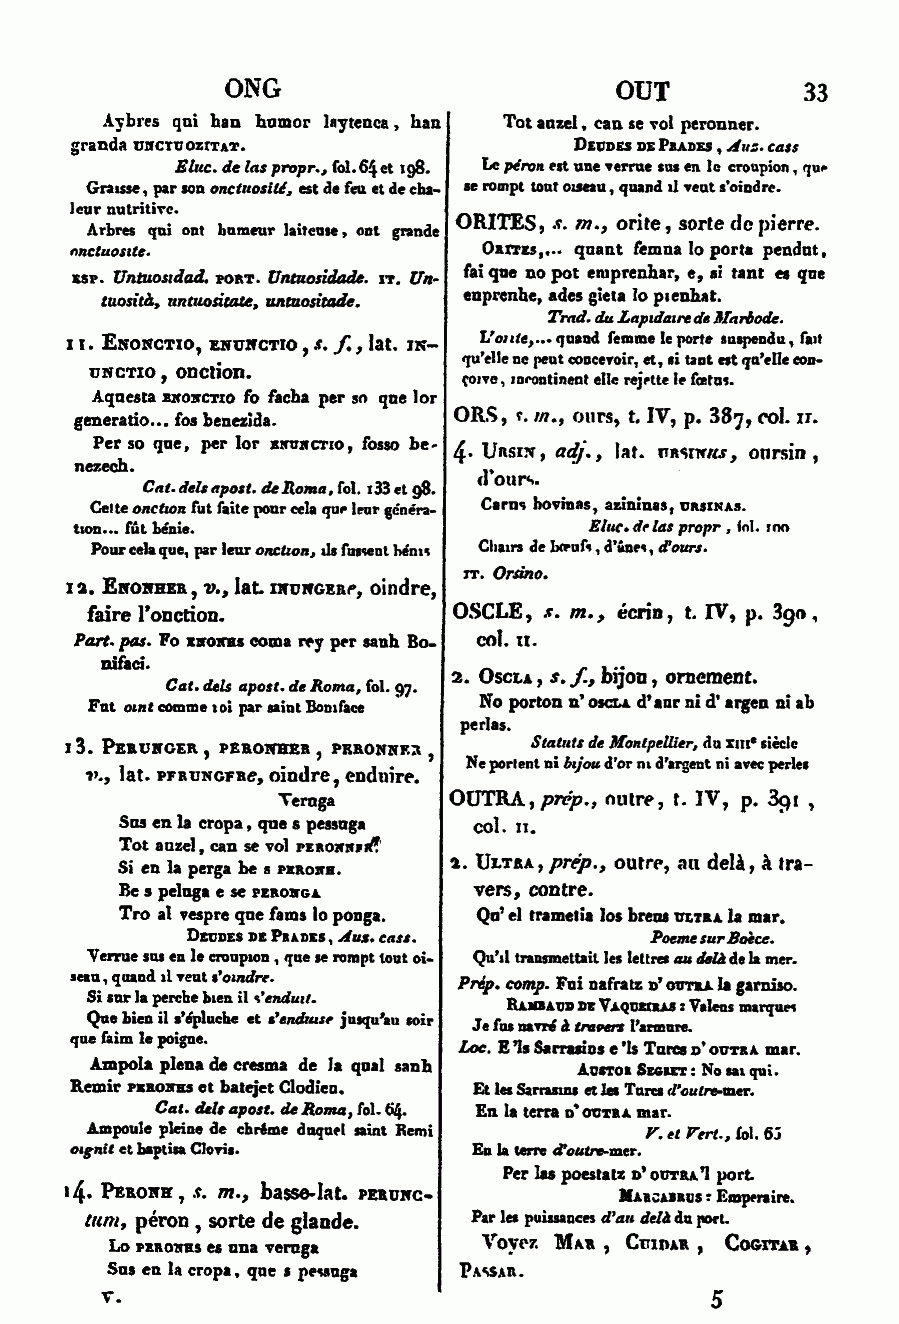 ONG
OUT 33
Aybres qui han humor laytenca, han
granda UNCTUOZITAT.
Eluc. de las propr., fol. 64 et 198.
Graisse, par son onctuosité, est de feu et de cha-
leur nutritive.
Arbres qui ont humeur laiteuse, ont grande
onctuosité.
ESP. Untuosidad. PORT. Untuosidade. IT. Un-
tuosità, untuositate, untuositade.
11. ENONCTIO, ENUNCTIO, s. f., lat. IN-
UNCTIO, onction.
Aquesta ENONCTIO fo facha per so que lor
generatio... fos benezida.
Per so que, per lor ENUNCTIO, fosso be-
nezech.
Cat. dels apost. de Roma, fol. 133 et 98.
Cette onction fut faite pour cela que leur généra-
tion... fût bénie.
Pour cela que, par leur onction, ils fussent bénis
12. ENONHER, v., lat. INUNGERe, oindre,
faire l'onction.
Part. pas. Fo ENONHS coma rey per sanh Bo-
nifaci.
Cat. dels apost. de Roma, fol. 97.
Fut oint comme roi par saint Boniface
13. PERUNGER, PERONHER, PERONNER,
v., lat. PERUNGERe, oindre, enduire.
Veruga
Sus en la cropa, que s pessuga
Tot auzel, can se vol PERONNER.
Si en la perga be s PERONH.
Be s peluga e se PERONGA
Tro al vespre que fams lo ponga.
DEUDES DE PRADES, Aus. cass.
Verrue sus en le croupion, que se rompt tout oi-
seau, quand il veut s'oindre.
Si sur la perche bien il s'enduit.
Que bien il s'épluche et s'enduise jusqu'au soir
que faim le poigne.
Ampola plena de cresma de la qual sanh
Remir PERONHS et batejet Clodieu.
Cat. dels apost. de Roma, fol. 64.
Ampoule pleine de chrême duquel saint Remi
oignit et baptisa Clovis.
14. PERONH, s. m., basse-lat. PERUNC-
tum, péron, sorte de glande.
Lo PERONHS es una veruga
Sus en la cropa, que s pessuga
V.
Tot auzel, can se vol peronner.
DEUDES DE PRADES, Auz. cass
Le péron est une verrue sus en le croupion, que
se rompt tout oiseau, quand il veut s'oindre.
ORITES, s. m., orite, sorte de pierre.
ORITES,... quant femna lo porta pendut,
fai que no pot emprenhar, e, si tant es que
enprenhe, ades gieta lo prenhat.
Trad. du Lapidaire de Marbode.
L'orite,... quand femme le porte suspendu, fait
qu'elle ne peut concevoir, et, si tant est qu'elle con-
çoive, incontinent elle rejette le fœtus.
ORS, s. m., ours, t. IV, p. 387, col. II.
4. URSIN, adj., lat. URSINUS, oursin,
d'ours.
Carns bovinas, azininas, URSINAS.
Eluc. de las propr, fol. 100
Chairs de bœufs, d'ânes, d'ours.
IT. Orsino.
OSCLE, s. m., écrin, t. IV, p. 390,
col. II.
2. OSCLA, s. f., bijou, ornement.
No porton n' OSCLA d'aur ni d'argen ni ab
perlas.
Statuts de Montpellier, du XIIIe siècle
Ne portent ni bijou d'or ni d'argent ni avec perles
OUTRA, prép., outre, t. IV, p. 391,
col. II.
2. ULTRA, prép., outre, au delà, à tra-
vers, contre.
Qu' el trametia los breus ULTRA la mar.
Poeme sur Boèce.
Qu'il transmettait les lettres au delà de la mer.
Prép. comp. Fui nafratz D' OUTRA la garniso.
RAMBAUD DE VAQUEIRAS: Valens marques
Je fus navré à travers l'armure.
Loc. E 'ls Sarrasins e 'ls Turcs D' OUTRA mar.
AUSTOR SEGRET: No sai qui.
Et les Sarrasins et les Turcs d'outre-mer.
En la terra D' OUTRA mar.
V. et Vert., fol. 65
En la terre d'outre-mer.
Per las poestatz D' OUTRA 'l port.
MARCABRUS: Emperaire.
Par les puissances d'au delà du port.
Voyez MAR, CUIDAR, COGITAR,
PASSAR.
5